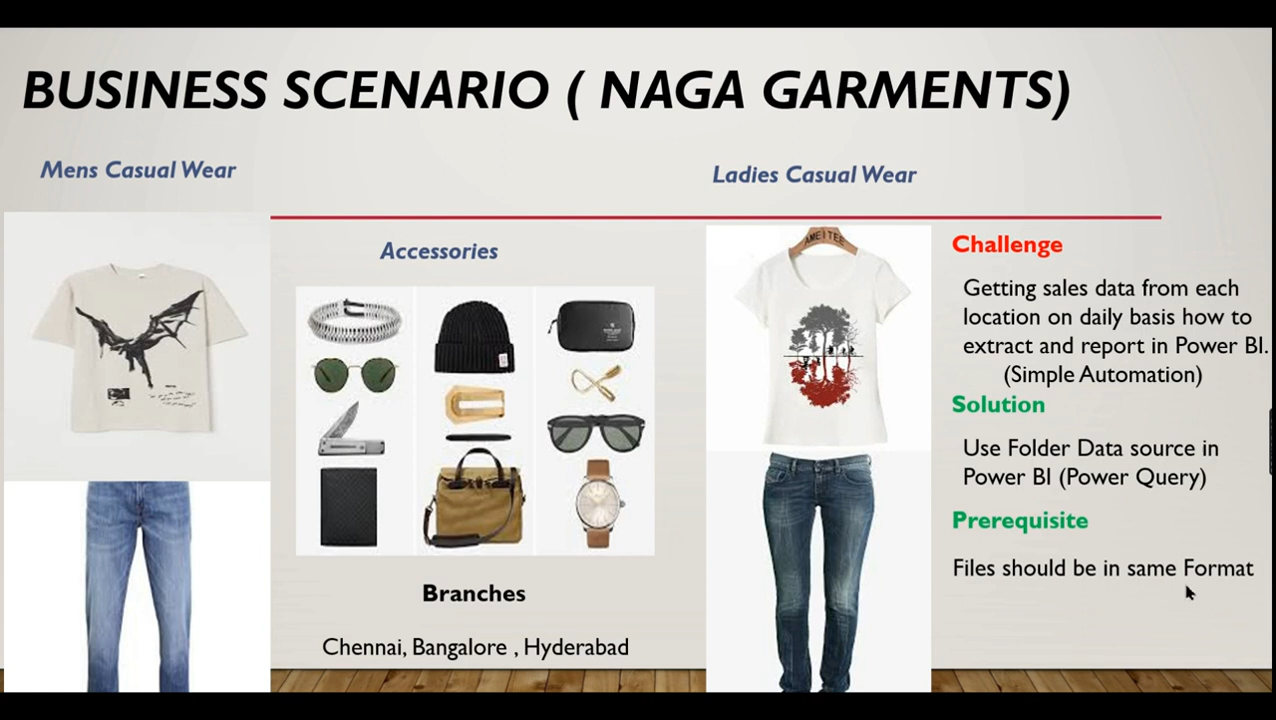 BUSINESS SCENARIO ( NAGA GARMENTS)
Mens Casual Wear
Ladies Casual Wear
Accessories
AMEITEE
Challenge
Getting sales data from each
location on daily basis how to
extract and report in Power BI.
(Simple Automation)
Solution
Use Folder Data source in
Power BI (Power Query)
Prerequisite
Files should be in same Format
Branches
Chennai, Bangalore , Hyderabad